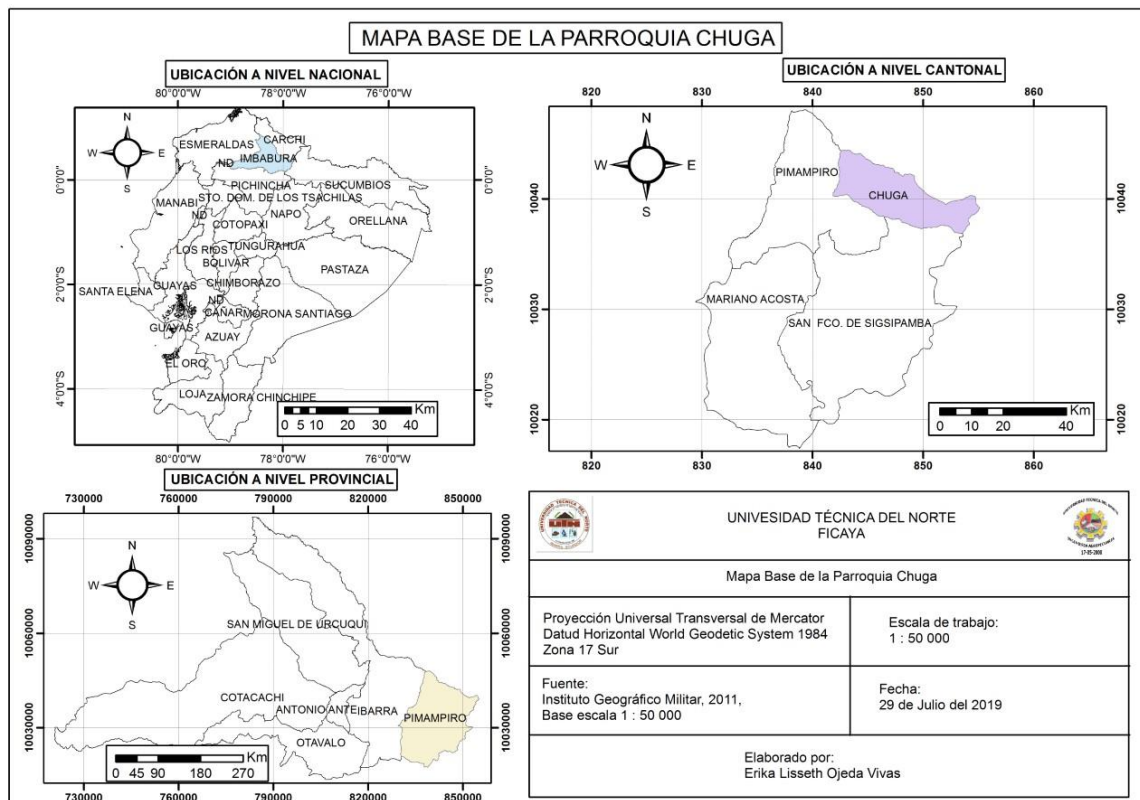 MAPA BASE DE LA PARROQUIA CHUGA
UBICACIÓN A NIVEL NACIONAL
80°0'0"W 78°0'0"W 76°0'0"W
N
W E
S
0°0'0" 0°0'0"
2°0'0"S 2°0'0"S
4°0'0"S 4°0'0"S
ESMERALDAS
CARCHI
ND
IMBABURA
PICHINCHA
SUCUMBIOS
STO. DOM. DE LOS TSACHILAS
MANABI
ND
NAPO
ORELLANA
COTOPAXI
TUNGURAHUA
LOS RIOS
BOLIVAR
PASTAZA
SANTA ELENA
GUAYAS
CHIMBORAZO
ND
CAÑAR
MORONA SANTIAGO
GUAYAS
AZUAY
EL ORO
LOJA
ZAMORA CHINCHIPE
Km
0 5 10 20 30 40
80°0'0"W 78°0'0"W 76°0'0"W
UBICACIÓN A NIVEL CANTONAL
820 830 840 850 860
N
W E
S
10040 10040
10030 10030
10020 10020
PIMAMPIRO
CHUGA
MARIANO ACOSTA
SAN FCO. DE SIGSIPAMBA
Km
0 10 20 40
820 830 840 850 860
UBICACIÓN A NIVEL PROVINCIAL
730000 760000 790000 820000 850000
N
W E
S
10090000 10090000
10060000 10060000
10030000 10030000
SAN MIGUEL DE URCUQUI
COTACACHI
ANTONIO ANTE
IBARRA
PIMAMPIRO
OTAVALO
Km
0 45 90 180 270
730000 760000 790000 820000 850000
UNIVESIDAD TÉCNICA DEL NORTE
FICAYA
UNIVERSIDAD TÉCNICA DEL NORTE
17-05-2008
Mapa Base de la Parroquia Chuga
Proyección Universal Transversal de Mercator
Datud Horizontal World Geodetic System 1984
Zona 17 Sur
Escala de trabajo:
1 : 50 000
Fuente:
Instituto Geográfico Militar, 2011,
Base escala 1 : 50 000
Fecha:
29 de Julio del 2019
Elaborado por:
Erika Lisseth Ojeda Vivas